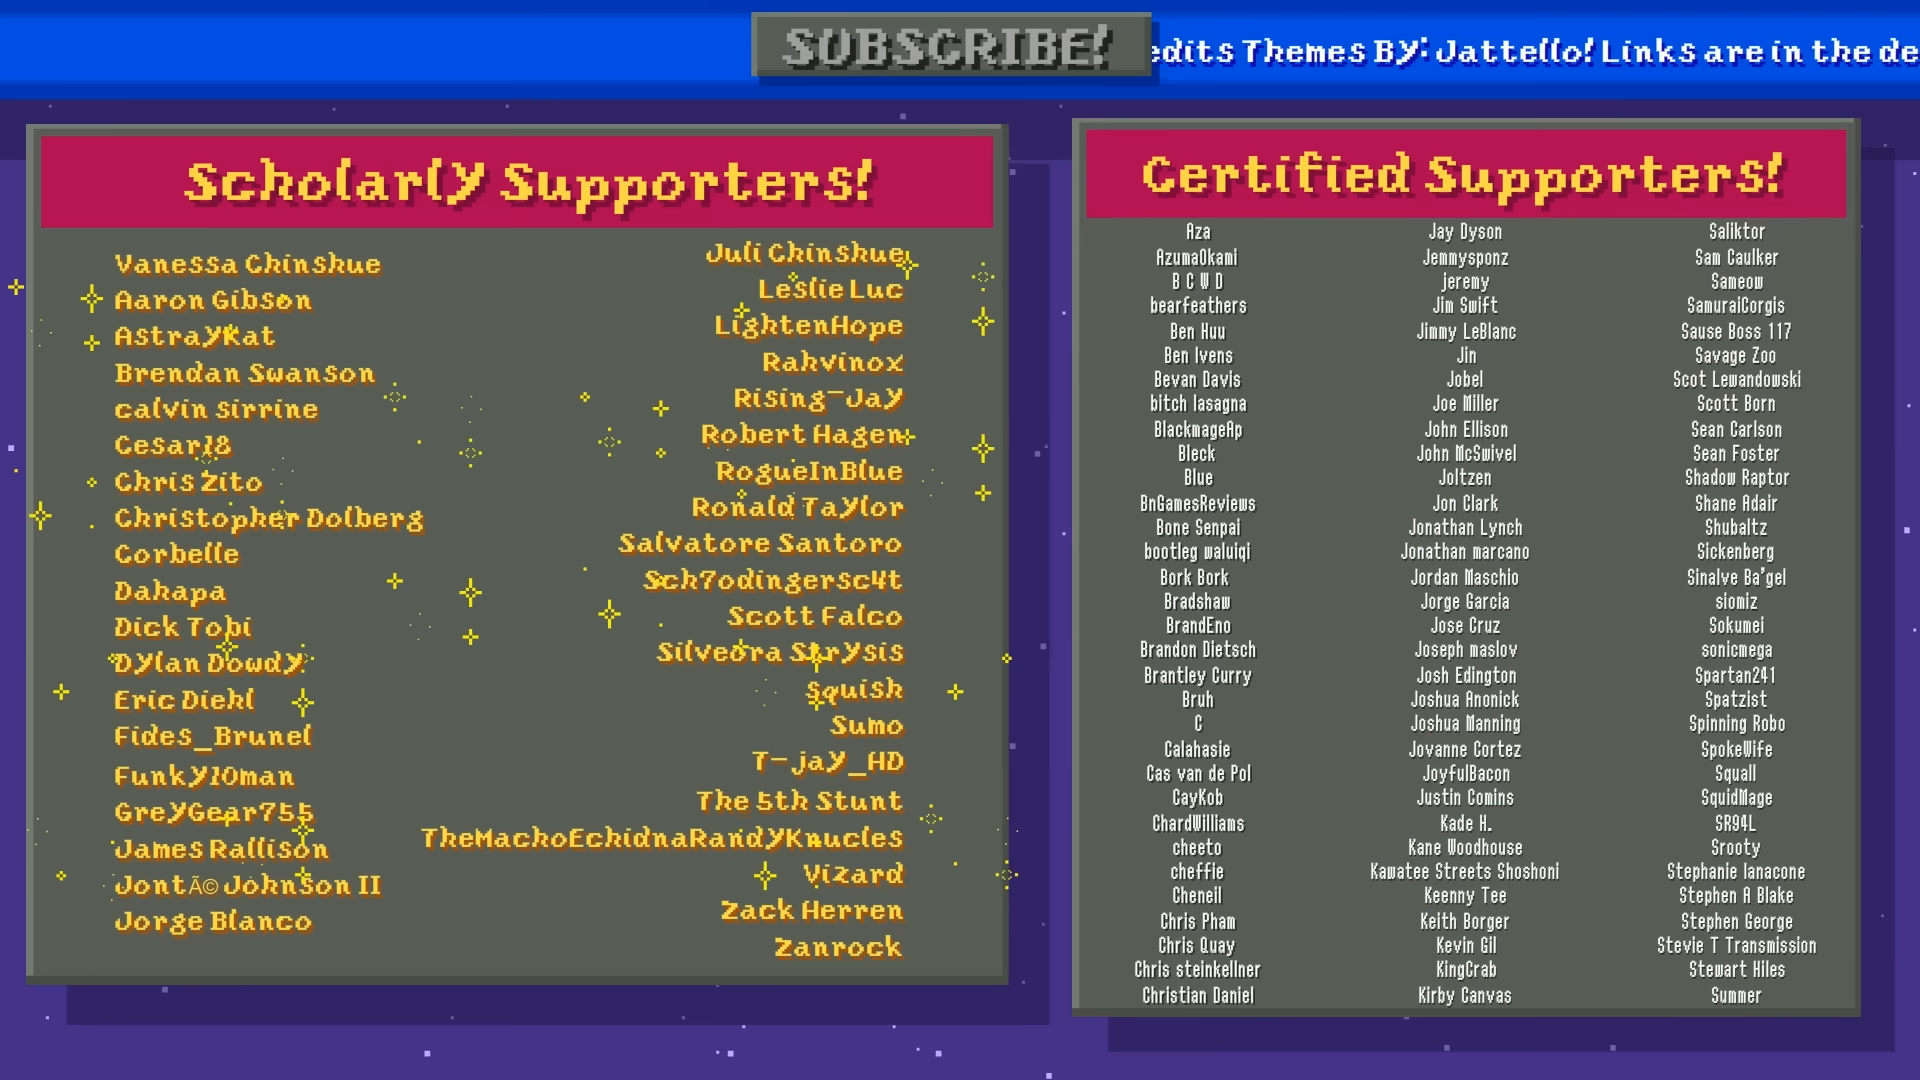 SUBSCRIBE!
edits Themes By: Jattello! Links are in the de
Scholarly Supporters!
Vanessa Chinskue
Aaron Gibson
AstrayKat
Brendan Swanson
calvin sirrine
Cesar18
Chris Zito
Christopher Dolberg
Corbelle
Dakapa
Dick Tobi
Dylan Dowdy
Eric Diekl
Fides_Brunel
Funky10man
GreyGear755
James Rallison
JontÃ© Johnson II
Jorge Blanco
Juli Chinskue
Leslie Luc
LightenHope
Rakvinox
Rising-Jay
Robert Hagen
RogueInBlue
Ronald Taylor
Salvatore Santoro
Sch7odingersc4t
Scott Falco
Squish
Sumo
T-jay_HD
The 5th Stunt
TheMachoEchidnaRandyKnucles
Vizard
Zack Herren
Zanrock
Certified Supporters!
Aza
AzumaOkami
B C W D
bearfeathers
Ben Huu
Ben Ivens
Bevan Davis
bitch lasagna
BlackmageAp
Bleck
Blue
BnGamesReviews
Bone Senpai
bootleg waluiqi
Bork Bork
Bradshaw
BrandEno
Brandon Dietsch
Brantley Curry
Bruh
C
Calahasie
Cas van de Pol
CayKob
ChardWilliams
cheeto
cheffie
Cheneil
Chris Pham
Chris Quay
Chris steinkellner
Christian Daniel
Jay Dyson
Jemmysponz
jeremy
Jim Swift
Jimmy LeBlanc
Jin
Jobel
Joe Miller
John Ellison
John McSwivel
Joltzen
Jon Clark
Jonathan Lynch
Jonathan marcano
Jordan Maschio
Jorge Garcia
Jose Cruz
Joseph maslov
Josh Edington
Joshua Anonick
Joshua Manning
Jovanne Cortez
JoyfulBacon
Justin Comins
Kade H.
Kane Woodhouse
Kawatee Streets Shoshoni
Keenny Tee
Keith Borger
Kevin Gil
KingCrab
Kirby Canvas
Saliktor
Sam Caulker
Sameow
SamuraiCorgis
Sause Boss 117
Savage Zoo
Scot Lewandowski
Scott Born
Sean Carlson
Sean Foster
Shadow Raptor
Shane Adair
Shubaltz
Sickenberg
Sinalve Ba'gel
siomiz
Sokumei
sonicmega
Spartan241
Spatzist
Spinning Robo
SpokeWife
Squall
SquidMage
SR94L
Srooty
Stephanie Ianacone
Stephen A Blake
Stephen George
Stevie T Transmission
Stewart Hiles
Summer